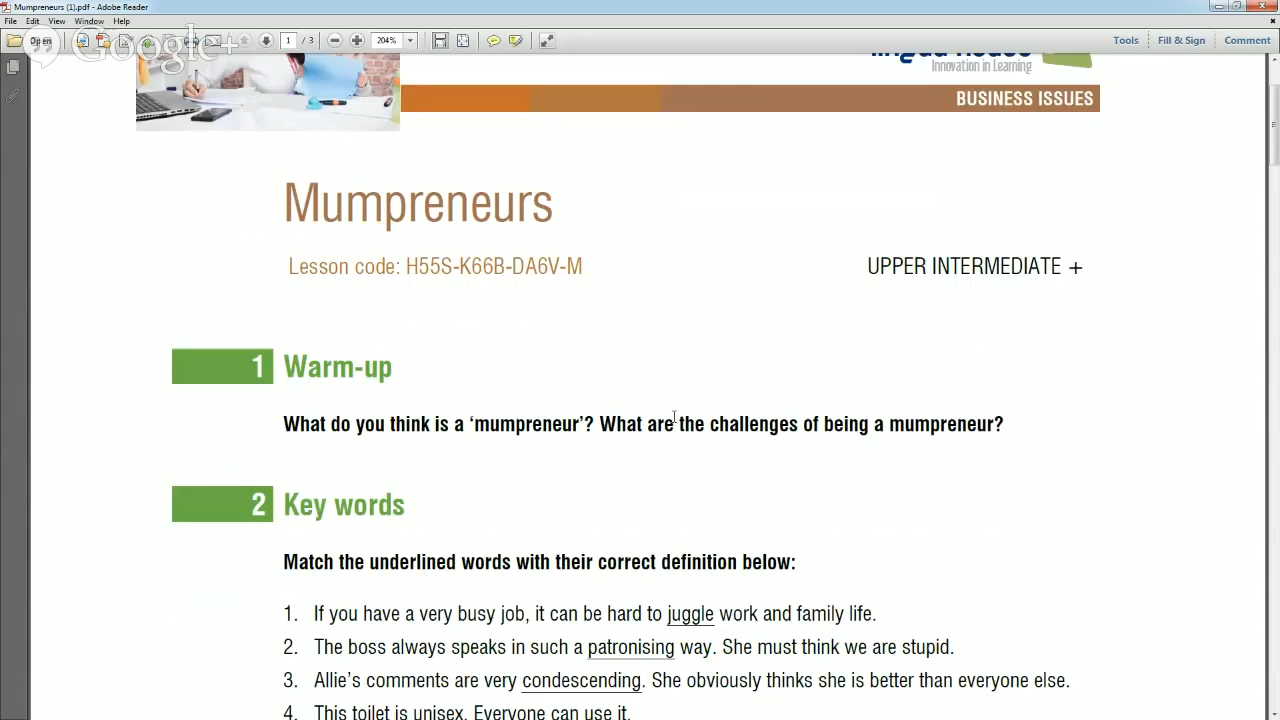 Mumpreneurs (1).pdf - Adobe Reader
File Edit View Window Help
Open 1 / 3 204% Tools Fill & Sign Comment
Google+
lingua house
Innovation in Learning
BUSINESS ISSUES
Mumpreneurs
Lesson code: H55S-K66B-DA6V-M UPPER INTERMEDIATE +
1 Warm-up
What do you think is a ‘mumpreneur’? What are the challenges of being a mumpreneur?
2 Key words
Match the underlined words with their correct definition below:
1. If you have a very busy job, it can be hard to juggle work and family life.
2. The boss always speaks in such a patronising way. She must think we are stupid.
3. Allie’s comments are very condescending. She obviously thinks she is better than everyone else.
4. This toilet is unisex. Everyone can use it.